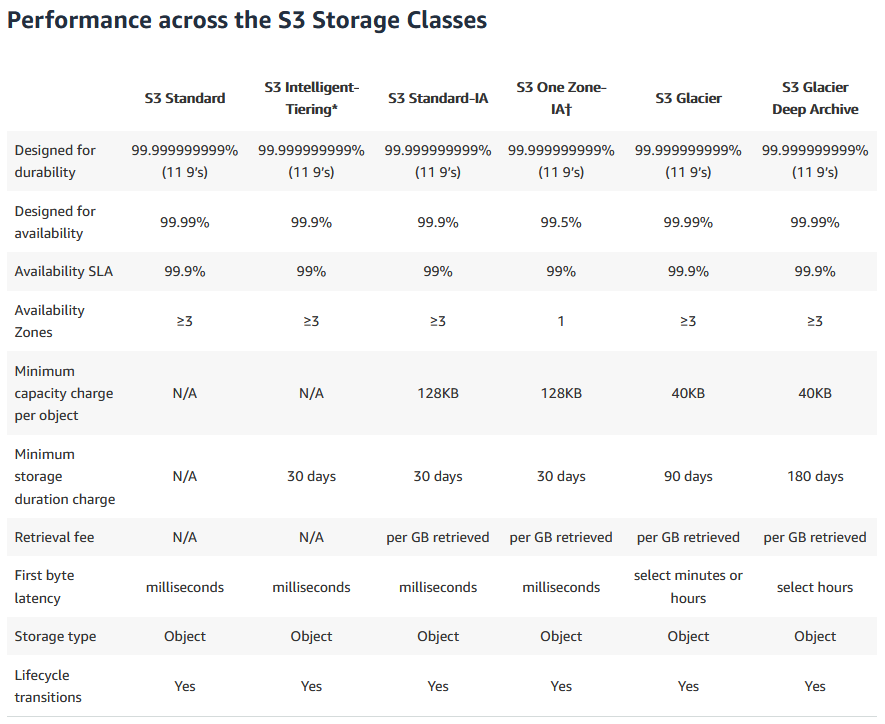 Performance across the S3 Storage Classes
S3 Standard S3 Intelligent-Tiering* S3 Standard-IA S3 One Zone-IA† S3 Glacier S3 Glacier Deep Archive
Designed for durability 99.999999999% (11 9's) 99.999999999% (11 9's) 99.999999999% (11 9's) 99.999999999% (11 9's) 99.999999999% (11 9's) 99.999999999% (11 9's)
Designed for availability 99.99% 99.9% 99.9% 99.5% 99.99% 99.99%
Availability SLA 99.9% 99% 99% 99% 99.9% 99.9%
Availability Zones ≥3 ≥3 ≥3 1 ≥3 ≥3
Minimum capacity charge per object N/A N/A 128KB 128KB 40KB 40KB
Minimum storage duration charge N/A 30 days 30 days 30 days 90 days 180 days
Retrieval fee N/A N/A per GB retrieved per GB retrieved per GB retrieved per GB retrieved
First byte latency milliseconds milliseconds milliseconds milliseconds select minutes or hours select hours
Storage type Object Object Object Object Object Object
Lifecycle transitions Yes Yes Yes Yes Yes Yes